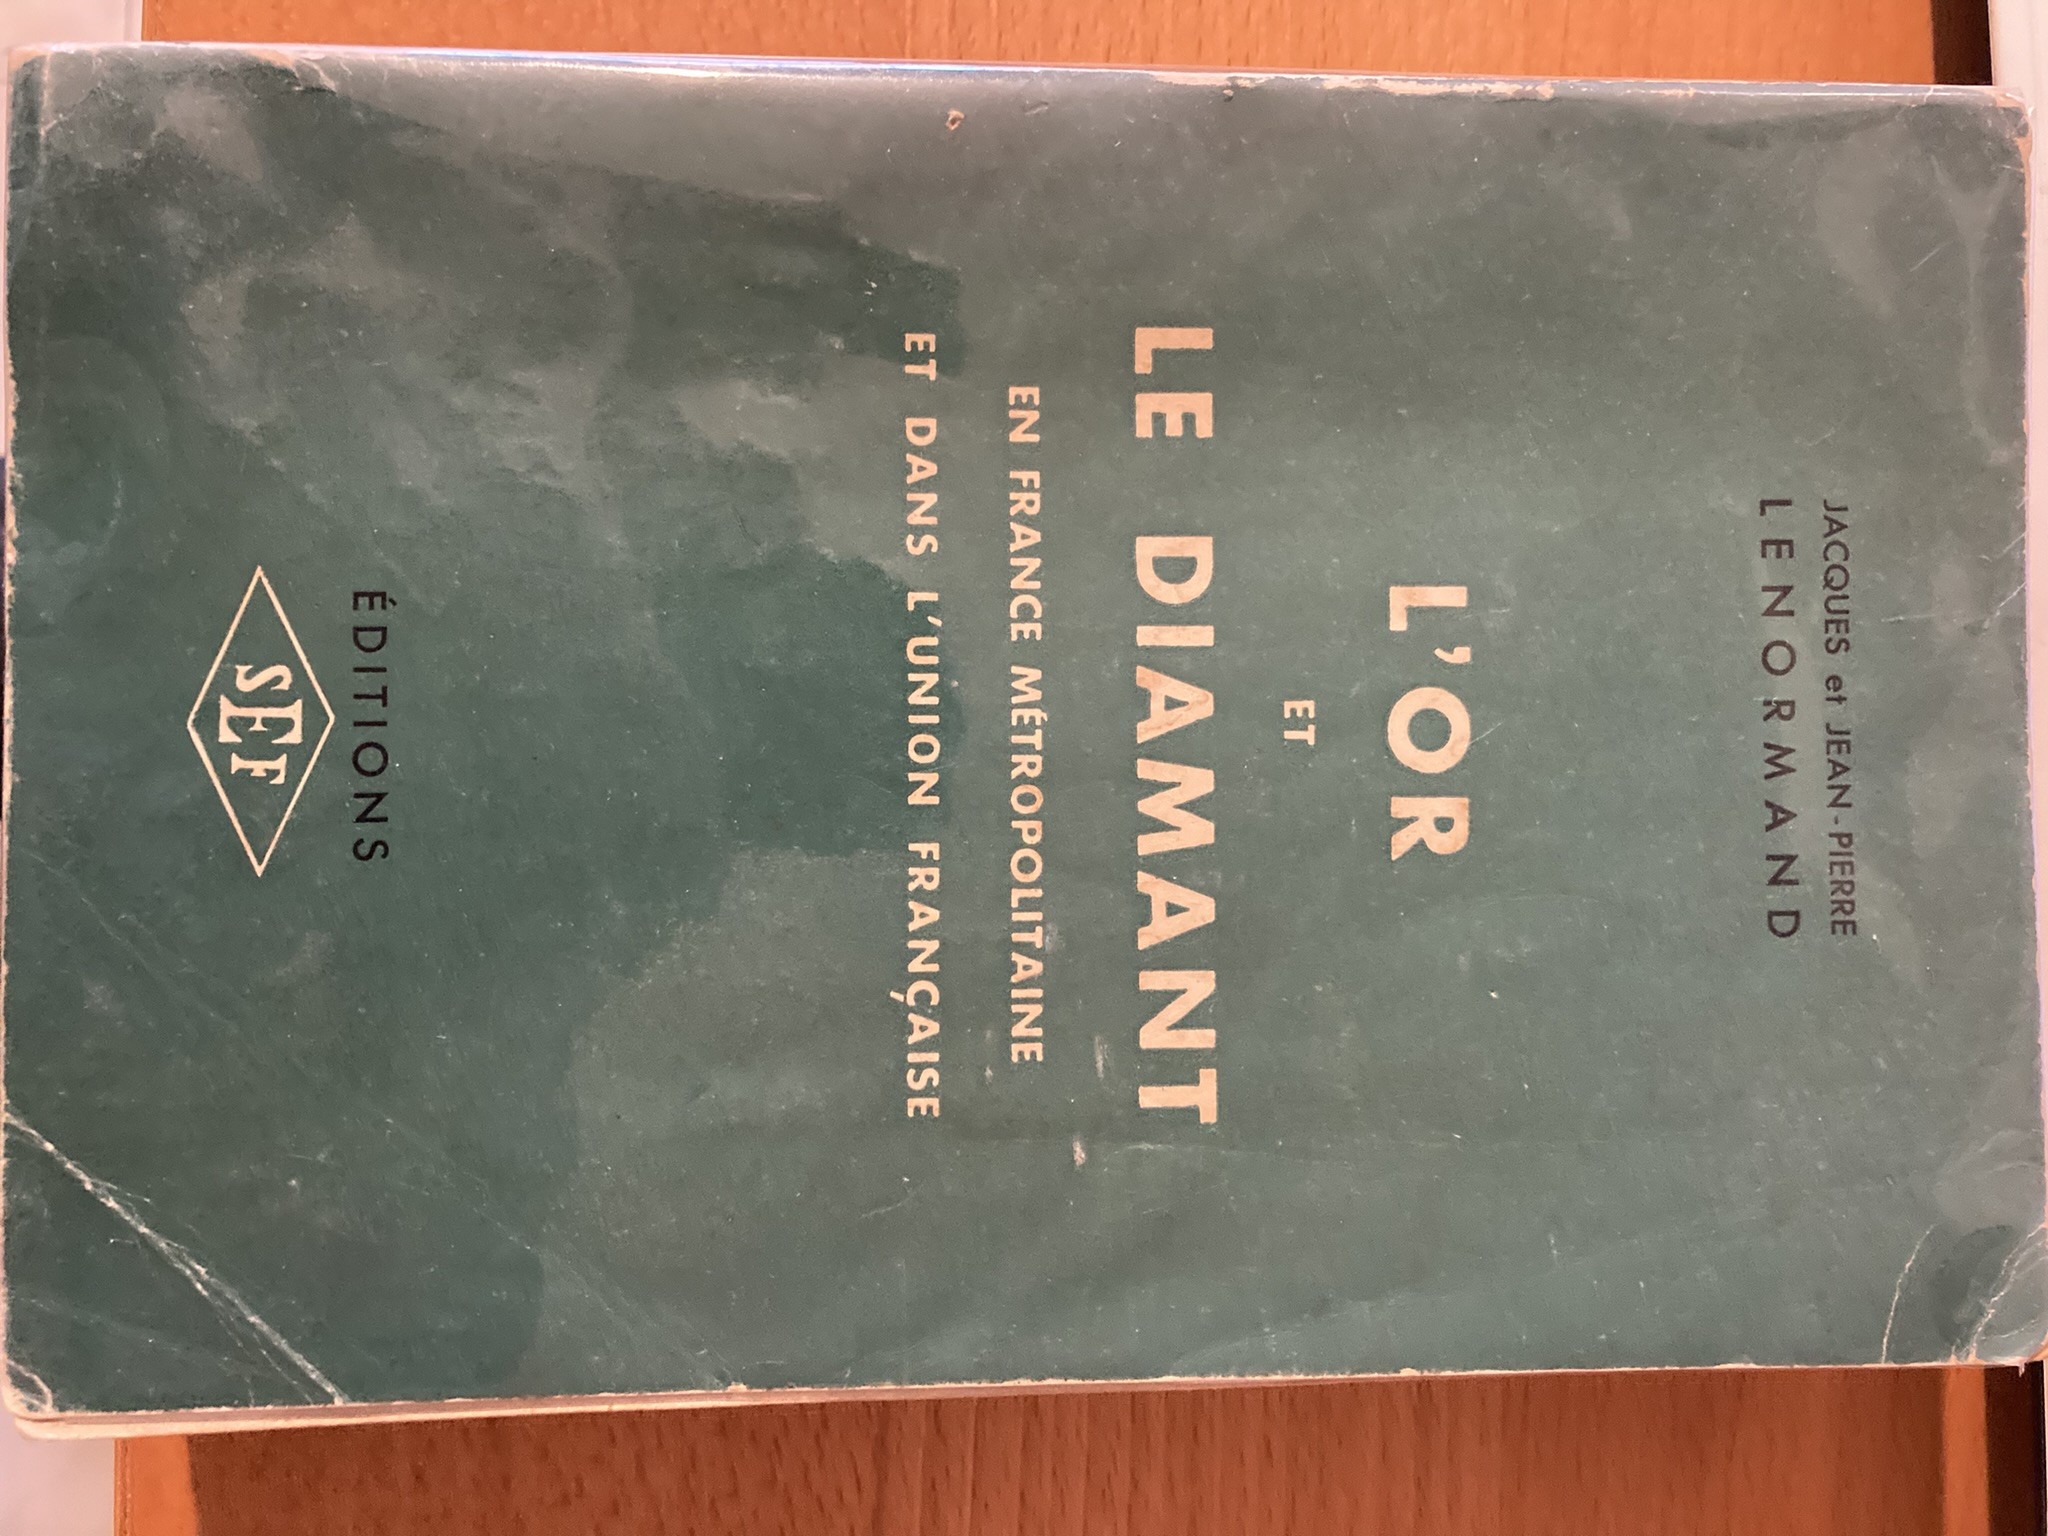 JACQUES et JEAN-PIERRE
LENORMAND
L'OR
ET
LE DIAMANT
EN FRANCE MÉTROPOLITAINE
ET DANS L'UNION FRANÇAISE
ÉDITIONS
SEF